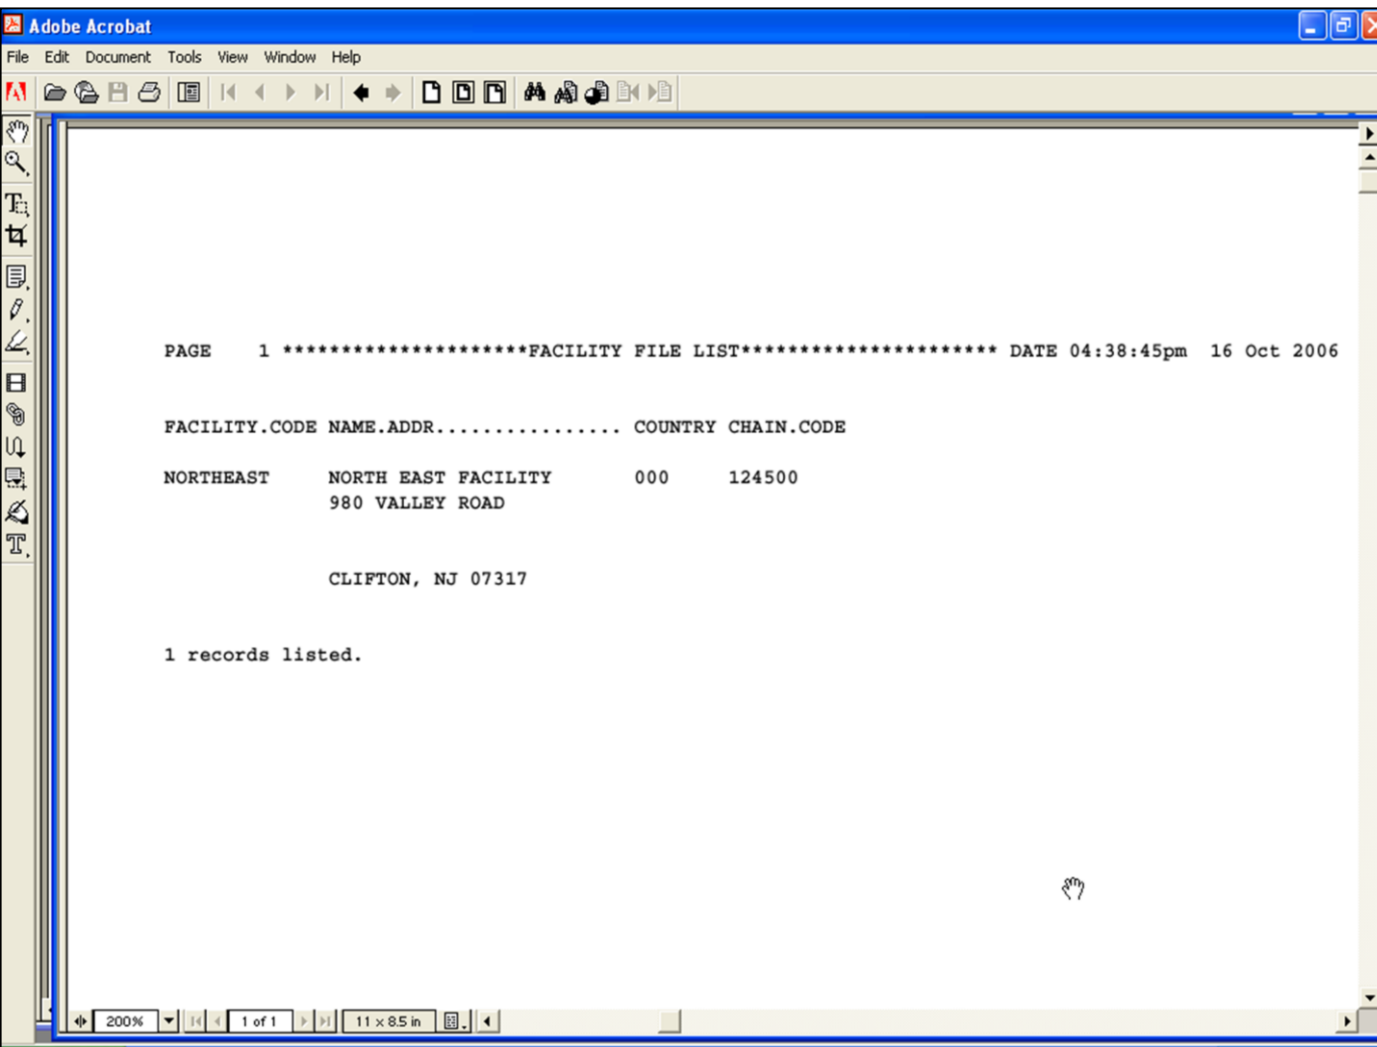 Adobe Acrobat
File Edit Document Tools View Window Help
PAGE 1 *********************FACILITY FILE LIST********************** DATE 04:38:45pm 16 Oct 2006
FACILITY.CODE NAME.ADDR................ COUNTRY CHAIN.CODE
NORTHEAST NORTH EAST FACILITY 000 124500
980 VALLEY ROAD
CLIFTON, NJ 07317
1 records listed.
200% 1 of 1 11 x 8.5 in